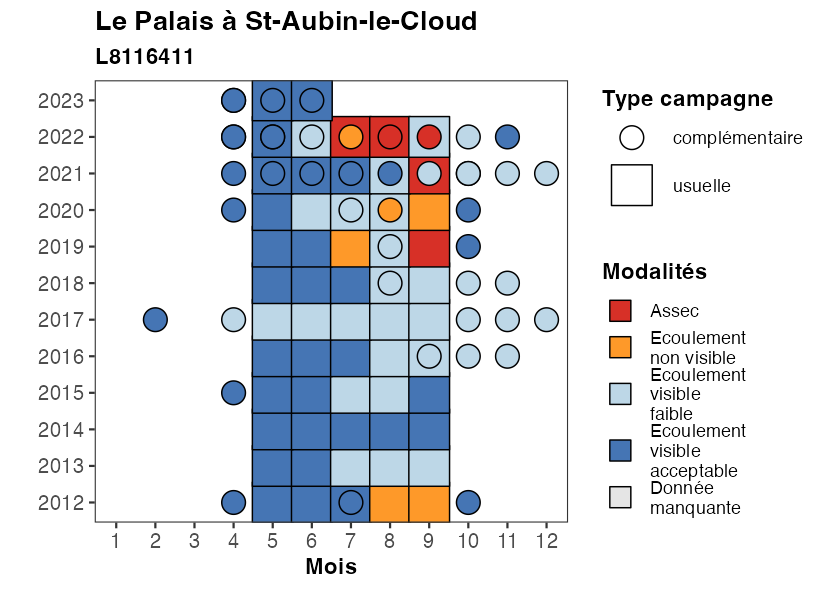 Le Palais à St-Aubin-le-Cloud
L8116411
2023
2022
2021
2020
2019
2018
2017
2016
2015
2014
2013
2012
1 2 3 4 5 6 7 8 9 10 11 12
Mois
Type campagne
complémentaire
usuelle
Modalités
Assec
Ecoulement
non visible
Ecoulement
visible
faible
Ecoulement
visible
acceptable
Donnée
manquante